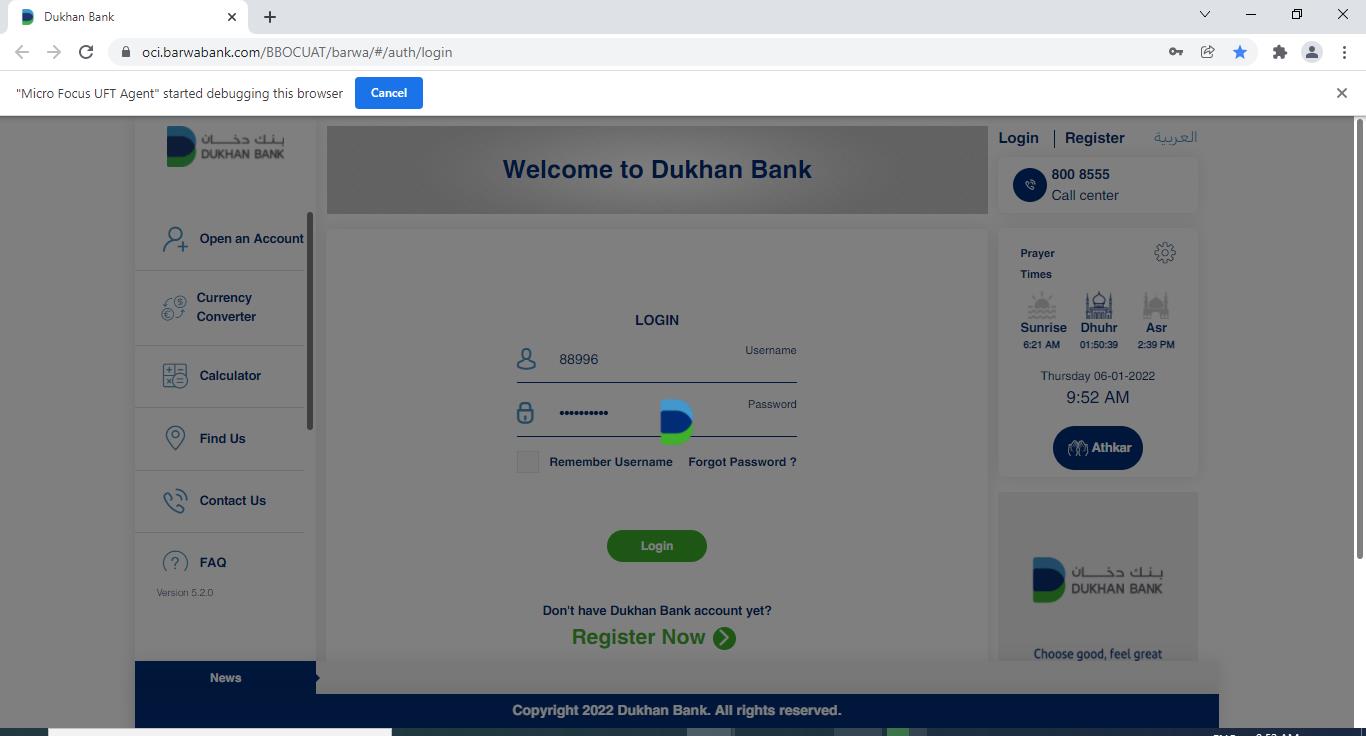 Dukhan Bank
oci.barwabank.com/BBOCUAT/barwa/#/auth/login
"Micro Focus UFT Agent" started debugging this browser
Cancel
بنك دخان
DUKHAN BANK
Welcome to Dukhan Bank
Login
Register
العربية
800 8555
Call center
Open an Account
Currency
Converter
Calculator
Find Us
Contact Us
FAQ
Version 5.2.0
LOGIN
Username
88996
Password
••••••••••
Remember Username
Forgot Password ?
Login
Don't have Dukhan Bank account yet?
Register Now
Prayer
Times
Sunrise Dhuhr Asr
6:21 AM 01:50:39 2:39 PM
Thursday 06-01-2022
9:52 AM
Athkar
بنك دخان
DUKHAN BANK
Choose good, feel great
News
Copyright 2022 Dukhan Bank. All rights reserved.